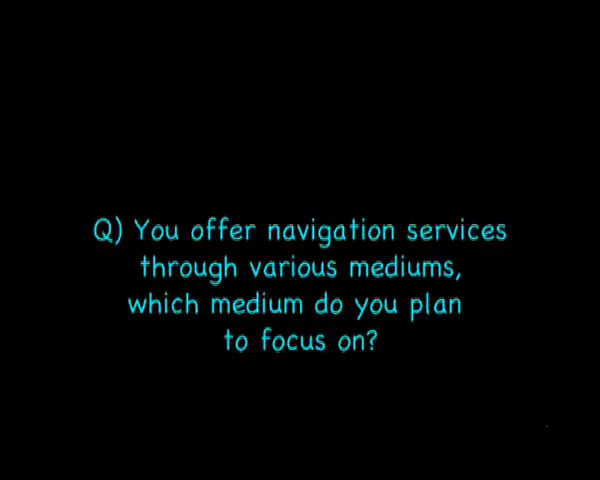 Q) You offer navigation services
through various mediums,
which medium do you plan
to focus on?